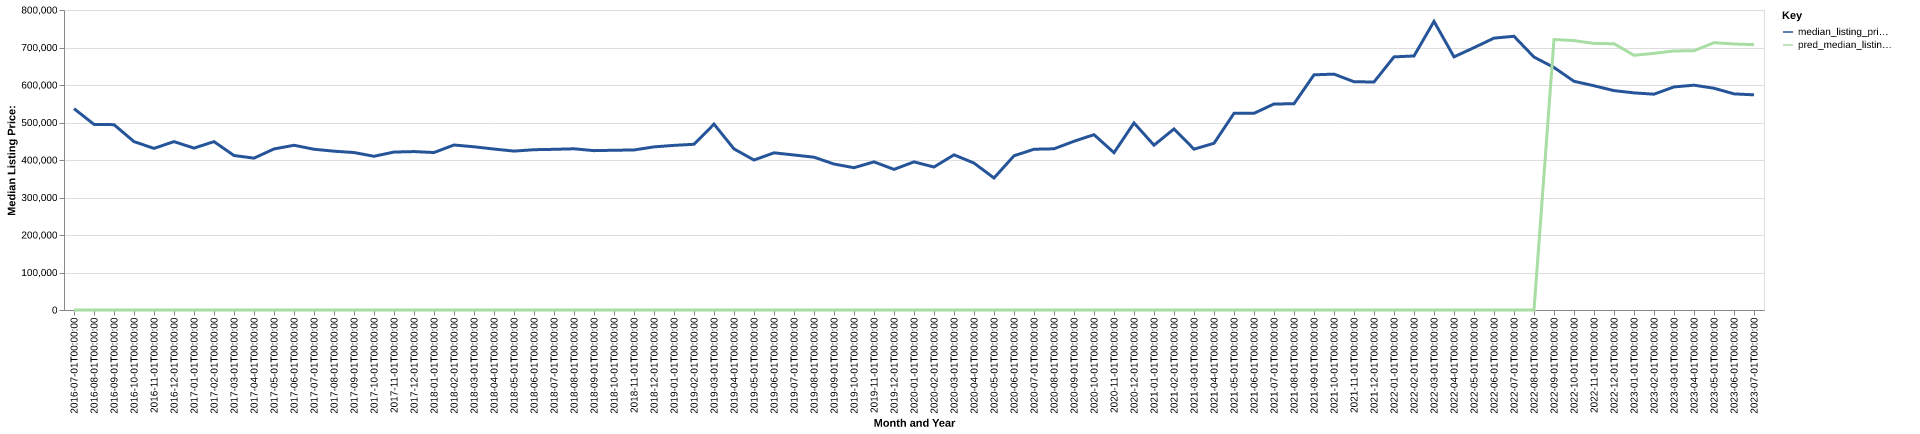 800,000
700,000
600,000
500,000
400,000
300,000
200,000
100,000
0
Median Listing Price:
2016-07-01T00:00:00
2016-08-01T00:00:00
2016-09-01T00:00:00
2016-10-01T00:00:00
2016-11-01T00:00:00
2016-12-01T00:00:00
2017-01-01T00:00:00
2017-02-01T00:00:00
2017-03-01T00:00:00
2017-04-01T00:00:00
2017-05-01T00:00:00
2017-06-01T00:00:00
2017-07-01T00:00:00
2017-08-01T00:00:00
2017-09-01T00:00:00
2017-10-01T00:00:00
2017-11-01T00:00:00
2017-12-01T00:00:00
2018-01-01T00:00:00
2018-02-01T00:00:00
2018-03-01T00:00:00
2018-04-01T00:00:00
2018-05-01T00:00:00
2018-06-01T00:00:00
2018-07-01T00:00:00
2018-08-01T00:00:00
2018-09-01T00:00:00
2018-10-01T00:00:00
2018-11-01T00:00:00
2018-12-01T00:00:00
2019-01-01T00:00:00
2019-02-01T00:00:00
2019-03-01T00:00:00
2019-04-01T00:00:00
2019-05-01T00:00:00
2019-06-01T00:00:00
2019-07-01T00:00:00
2019-08-01T00:00:00
2019-09-01T00:00:00
2019-10-01T00:00:00
2019-11-01T00:00:00
2019-12-01T00:00:00
2020-01-01T00:00:00
2020-02-01T00:00:00
2020-03-01T00:00:00
2020-04-01T00:00:00
2020-05-01T00:00:00
2020-06-01T00:00:00
2020-07-01T00:00:00
2020-08-01T00:00:00
2020-09-01T00:00:00
2020-10-01T00:00:00
2020-11-01T00:00:00
2020-12-01T00:00:00
2021-01-01T00:00:00
2021-02-01T00:00:00
2021-03-01T00:00:00
2021-04-01T00:00:00
2021-05-01T00:00:00
2021-06-01T00:00:00
2021-07-01T00:00:00
2021-08-01T00:00:00
2021-09-01T00:00:00
2021-10-01T00:00:00
2021-11-01T00:00:00
2021-12-01T00:00:00
2022-01-01T00:00:00
2022-02-01T00:00:00
2022-03-01T00:00:00
2022-04-01T00:00:00
2022-05-01T00:00:00
2022-06-01T00:00:00
2022-07-01T00:00:00
2022-08-01T00:00:00
2022-09-01T00:00:00
2022-10-01T00:00:00
2022-11-01T00:00:00
2022-12-01T00:00:00
2023-01-01T00:00:00
2023-02-01T00:00:00
2023-03-01T00:00:00
2023-04-01T00:00:00
2023-05-01T00:00:00
2023-06-01T00:00:00
2023-07-01T00:00:00
Month and Year
Key
median_listing_pri…
pred_median_listin…